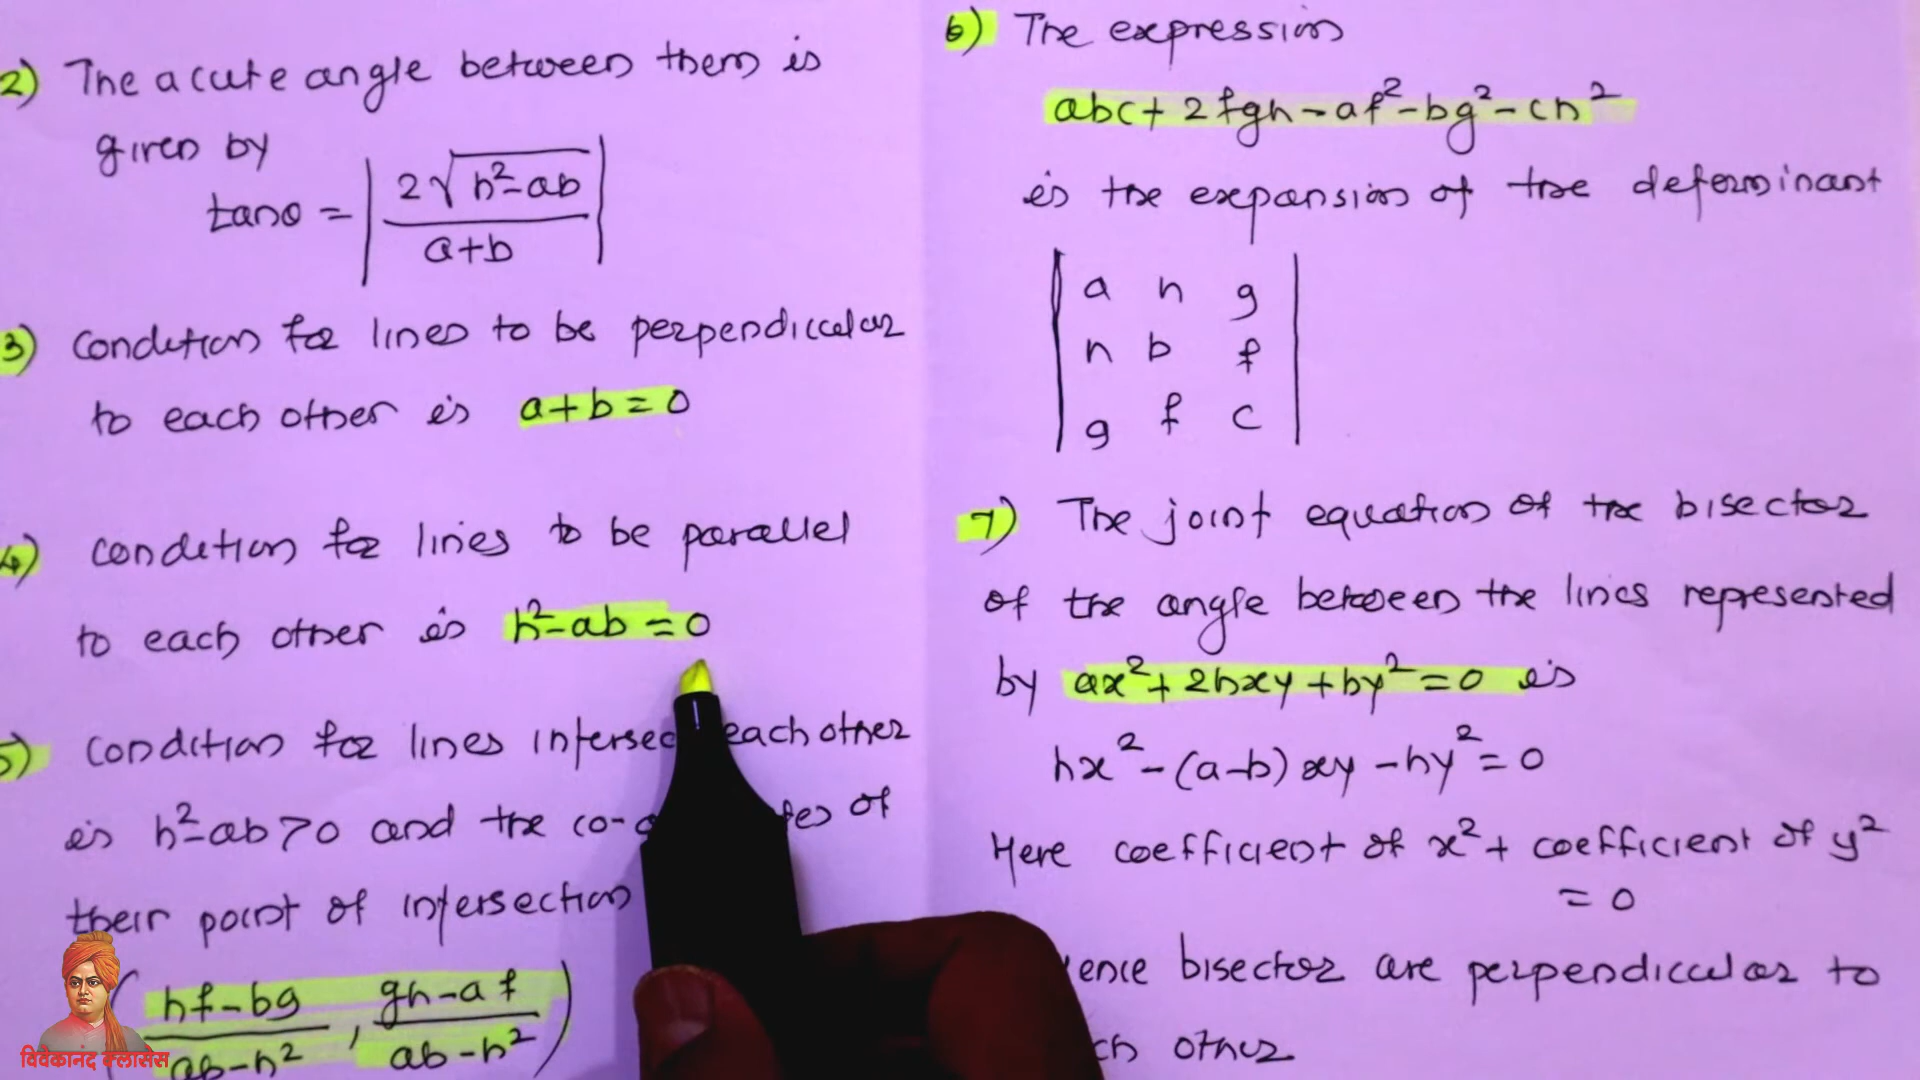 2) The acute angle between them is
given by
tanθ = | 2√h²-ab / a+b |
3) Condition for lines to be perpendicular
to each other is a+b=0
4) Condition for lines to be parallel
to each other is h²-ab=0
5) Condition for lines intersec each other
is h²-ab>0 and the co-o tes of
their point of intersection
( hf-bg / ab-h² , gh-af / ab-h² )
विवेकानंद क्लासेस
6) The expression
abc+2fgh-af²-bg²-ch²
is the expansion of the determinant
| a h g |
| h b f |
| g f c |
7) The joint equation of the bisector
of the angle between the lines represented
by ax²+2hxy+by²=0 is
hx²-(a-b)xy-hy²=0
Here coefficient of x²+ coefficient of y²
=0
ence bisector are perpendicular to
ch other